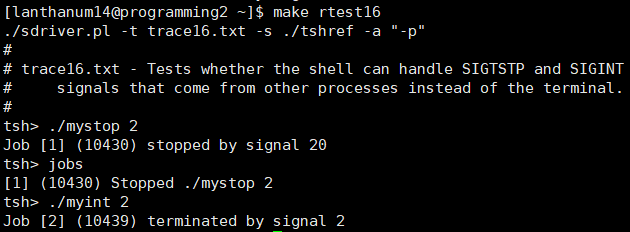 [lanthanum14@programming2 ~]$ make rtest16
./sdriver.pl -t trace16.txt -s ./tshref -a "-p"
#
# trace16.txt - Tests whether the shell can handle SIGTSTP and SIGINT
#     signals that come from other processes instead of the terminal.
#
tsh> ./mystop 2
Job [1] (10430) stopped by signal 20
tsh> jobs
[1] (10430) Stopped ./mystop 2
tsh> ./myint 2
Job [2] (10439) terminated by signal 2